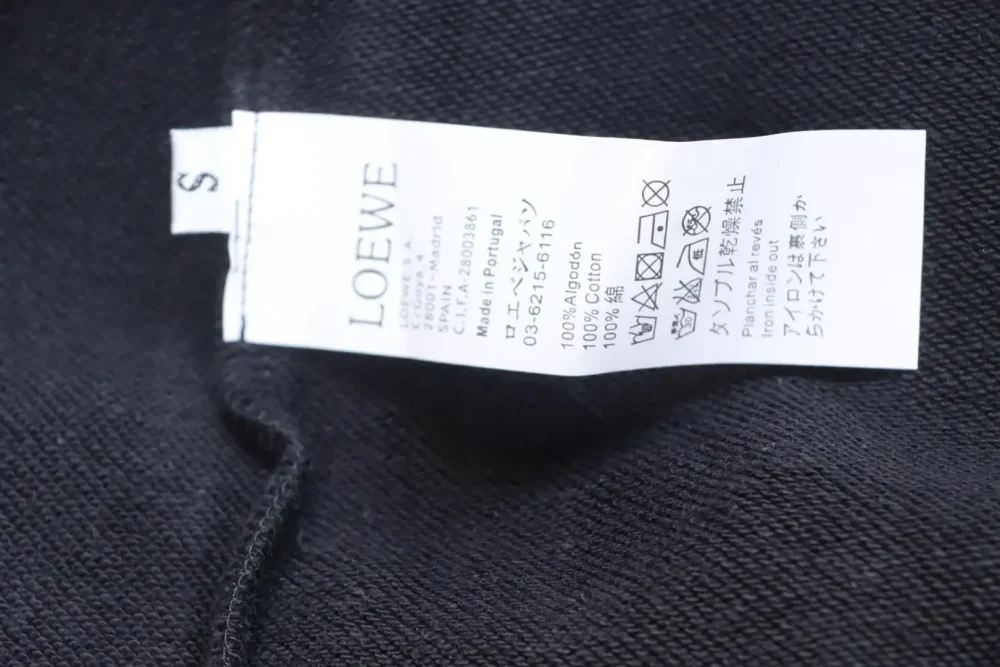 S
LOEWE
LOEWE S.A.
C/Goya, 4
28001-Madrid
SPAIN
C.I.F.A-28003861
Made in Portugal
ロエベジャパン
03-6215-6116
100%Algodón
100% Cotton
100% 綿
低
タンブル乾燥禁止
Planchar al revés
Iron inside out
アイロンは裏側か
らかけて下さい